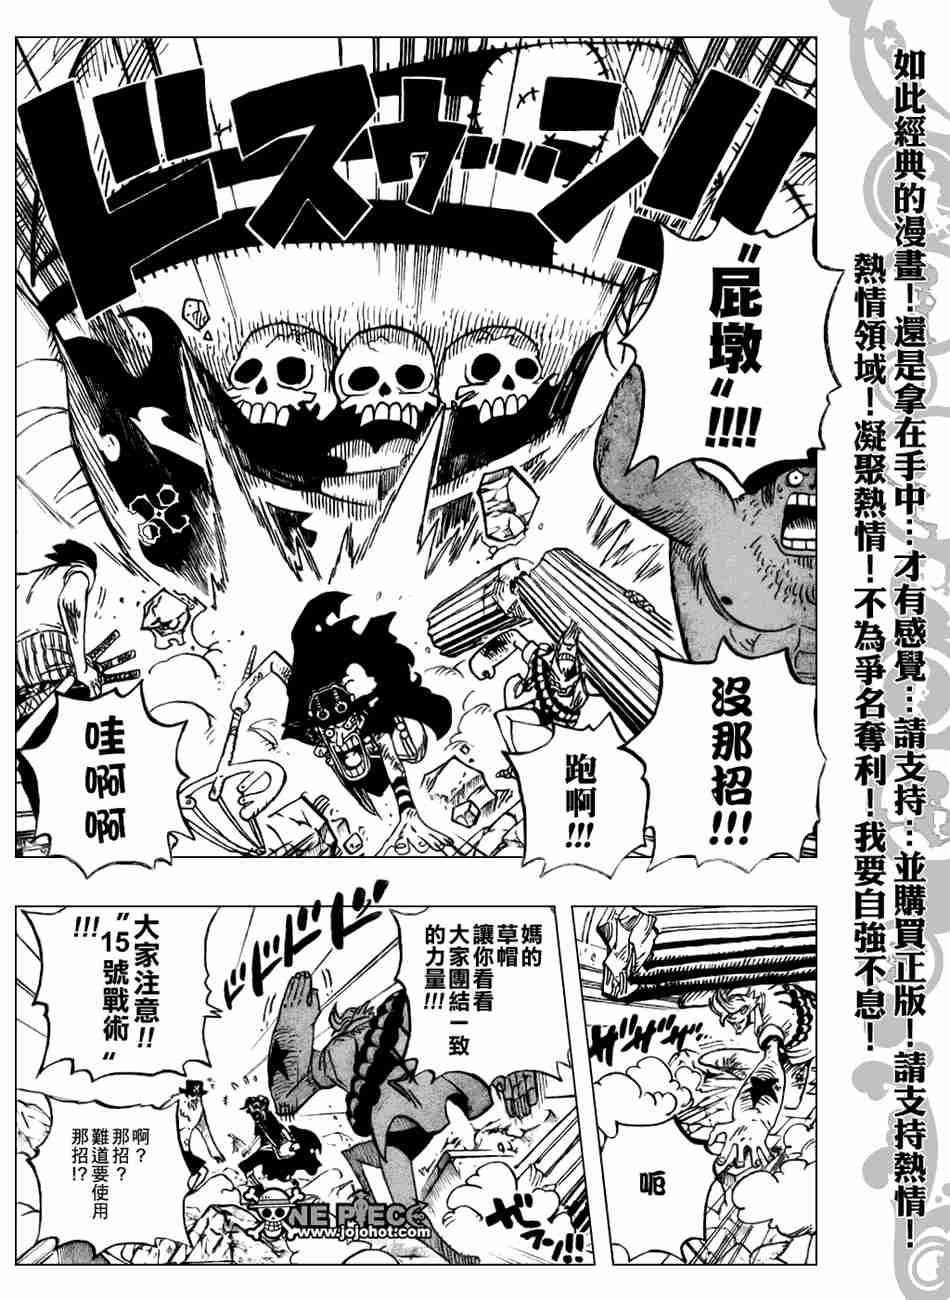 如此經典的漫畫！還是拿在手中…才有感覺…請支持…並購買正版！請支持熱情！
熱情領域！凝聚熱情！不為爭名奪利！我要自強不息！
ドスゥ…ン!!
"屁墩"!!!!
沒那招!!!
跑啊!!!
哇
啊
啊
ガガガガ
呃
媽的
草帽
讓你看看
大家團結一致
的力量!!!
大家注意!!
"15號戰術"
!!!
啊？
那招？
難道要使用
那招!?
ONE PIECE
www.jojohot.com